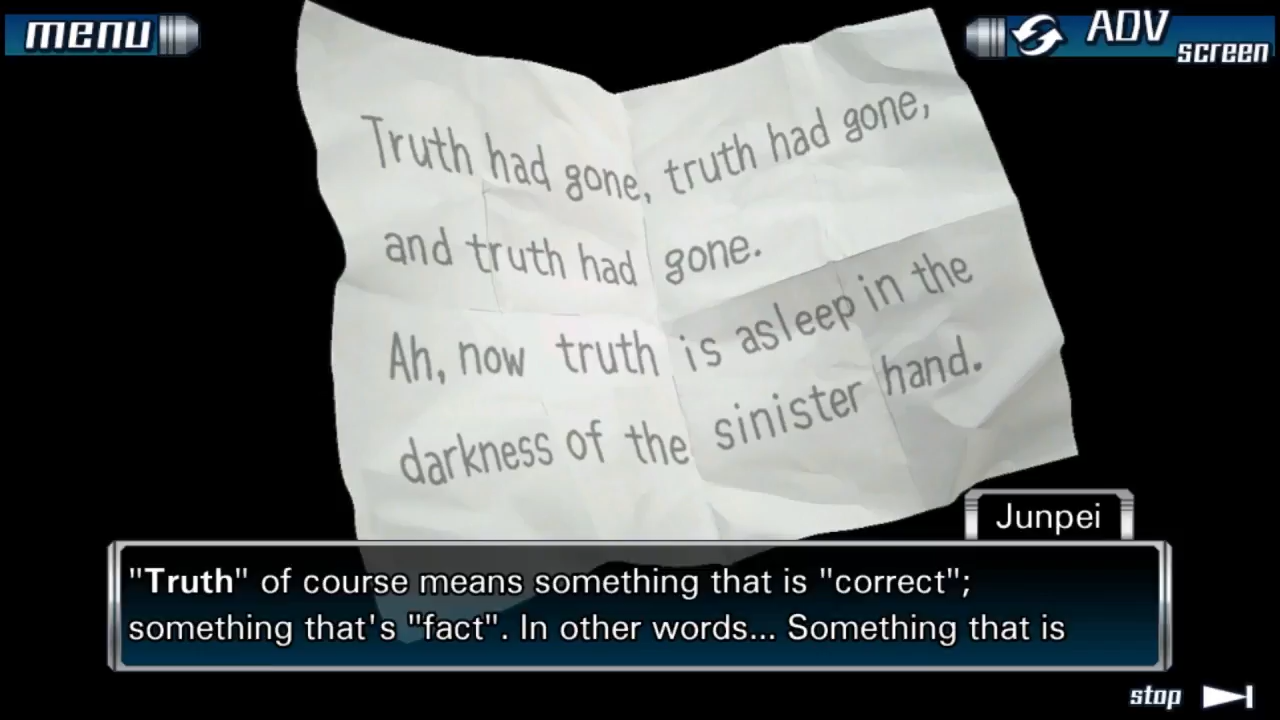 menu
ADV
screen
Truth had gone, truth had gone,
and truth had gone.
Ah, now truth is asleep in the
darkness of the sinister hand.
Junpei
"Truth" of course means something that is "correct";
something that's "fact". In other words... Something that is
stop